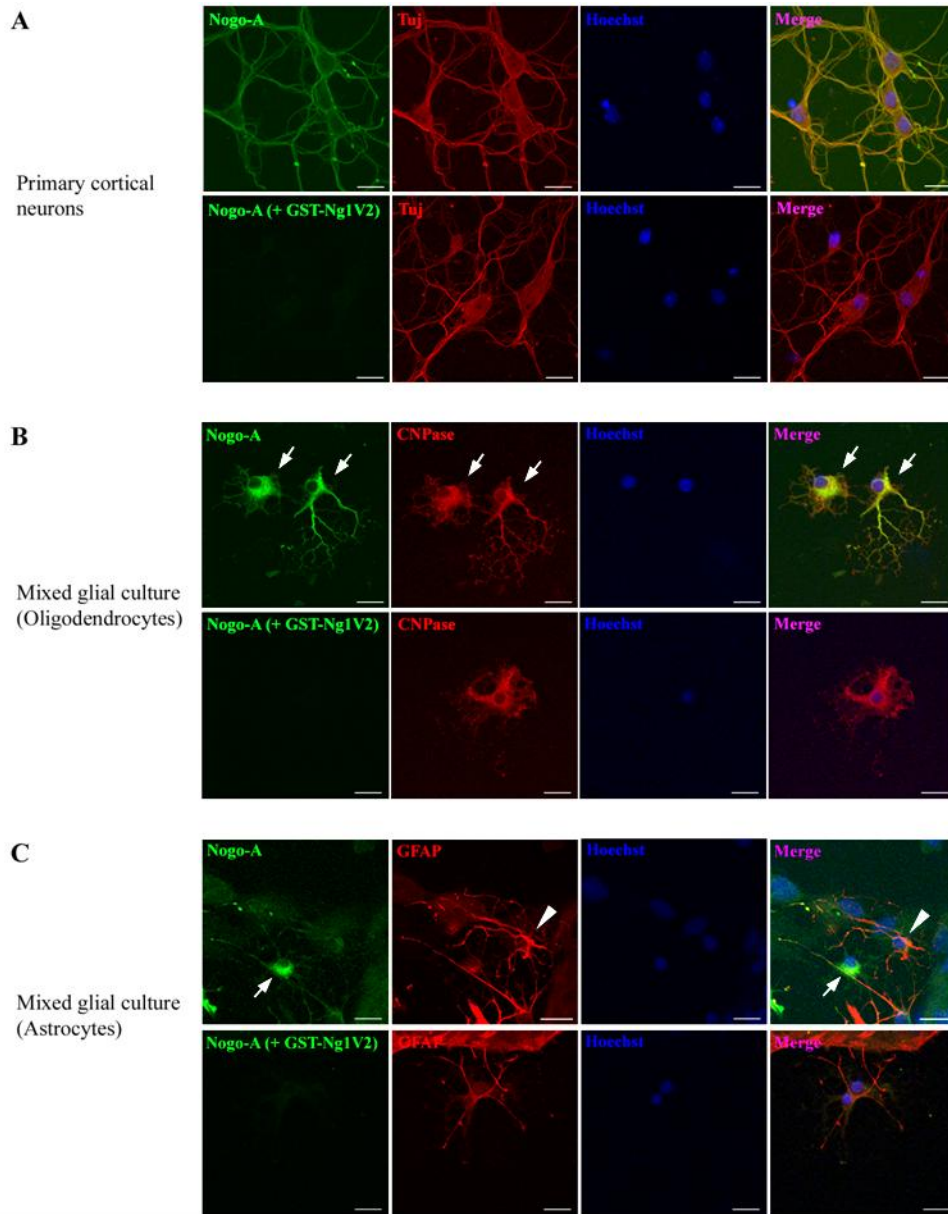 A
Primary cortical
neurons
Nogo-A Tuj Hoechst Merge
Nogo-A (+ GST-Ng1V2) Tuj Hoechst Merge
B
Mixed glial culture
(Oligodendrocytes)
Nogo-A CNPase Hoechst Merge
Nogo-A (+ GST-Ng1V2) CNPase Hoechst Merge
C
Mixed glial culture
(Astrocytes)
Nogo-A GFAP Hoechst Merge
Nogo-A (+ GST-Ng1V2) GFAP Hoechst Merge